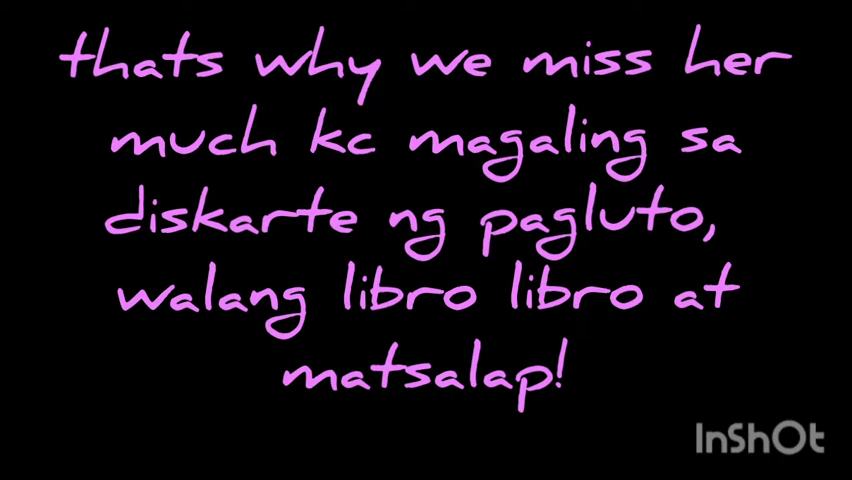 thats why we miss her
much kc magaling sa
diskarte ng pagluto,
walang libro libro at
matsalap!
InShOt